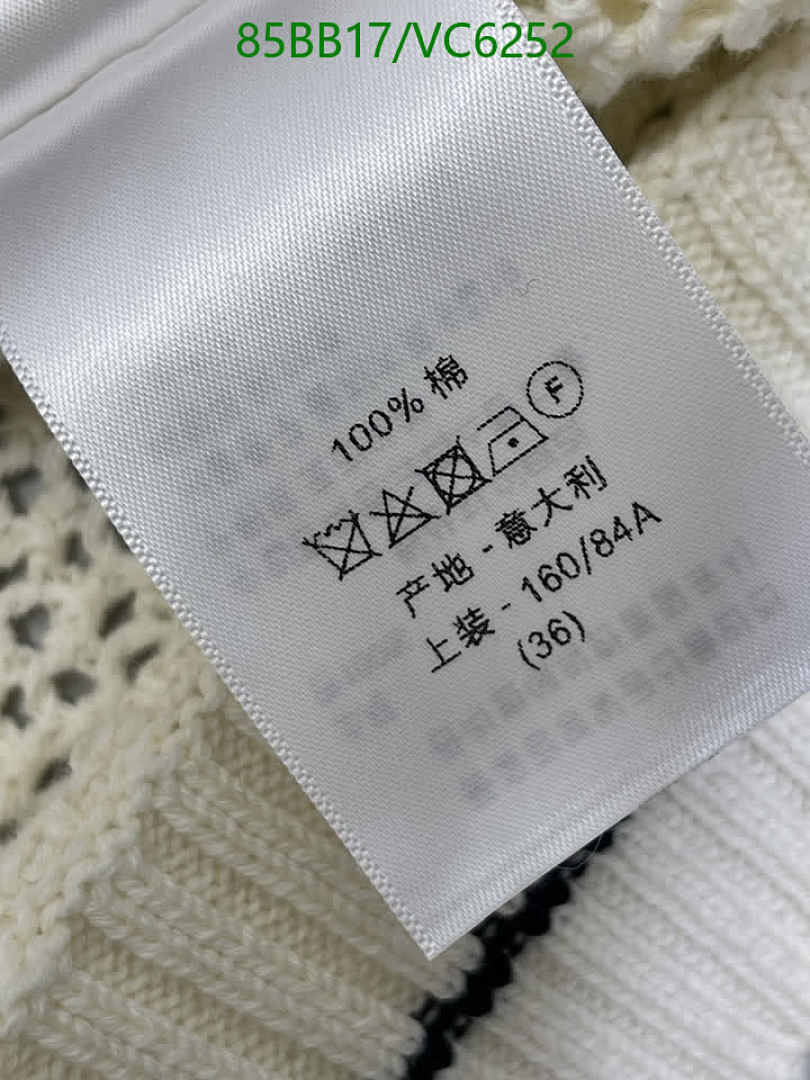 85BB17/VC6252
100% 棉
F
产地 - 意大利
上装 - 160/84A
(36)